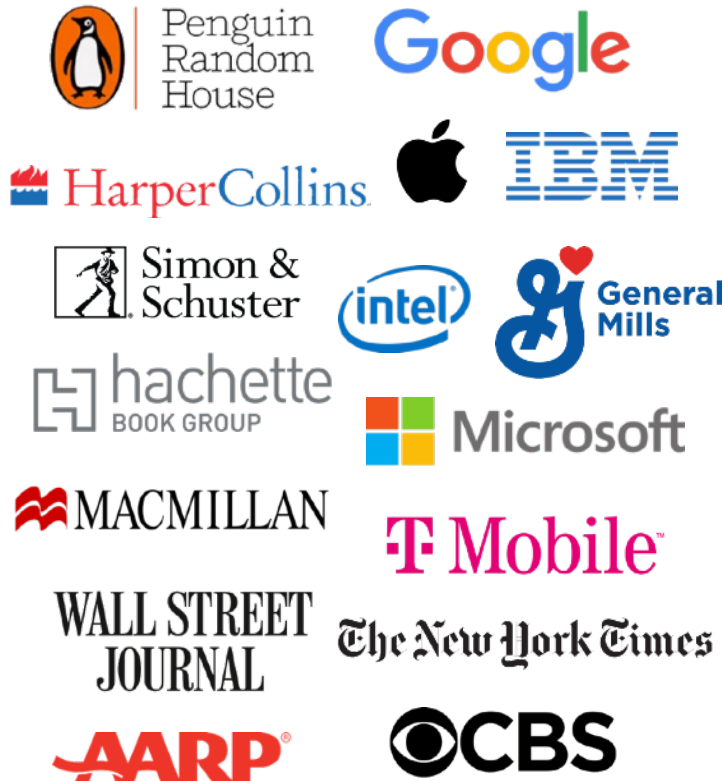 Penguin
Random
House
Google
HarperCollins
IBM
Simon &
Schuster
intel®
General
Mills
hachette
BOOK GROUP
Microsoft
MACMILLAN
T Mobile™
WALL STREET
JOURNAL
The New York Times
AARP®
CBS